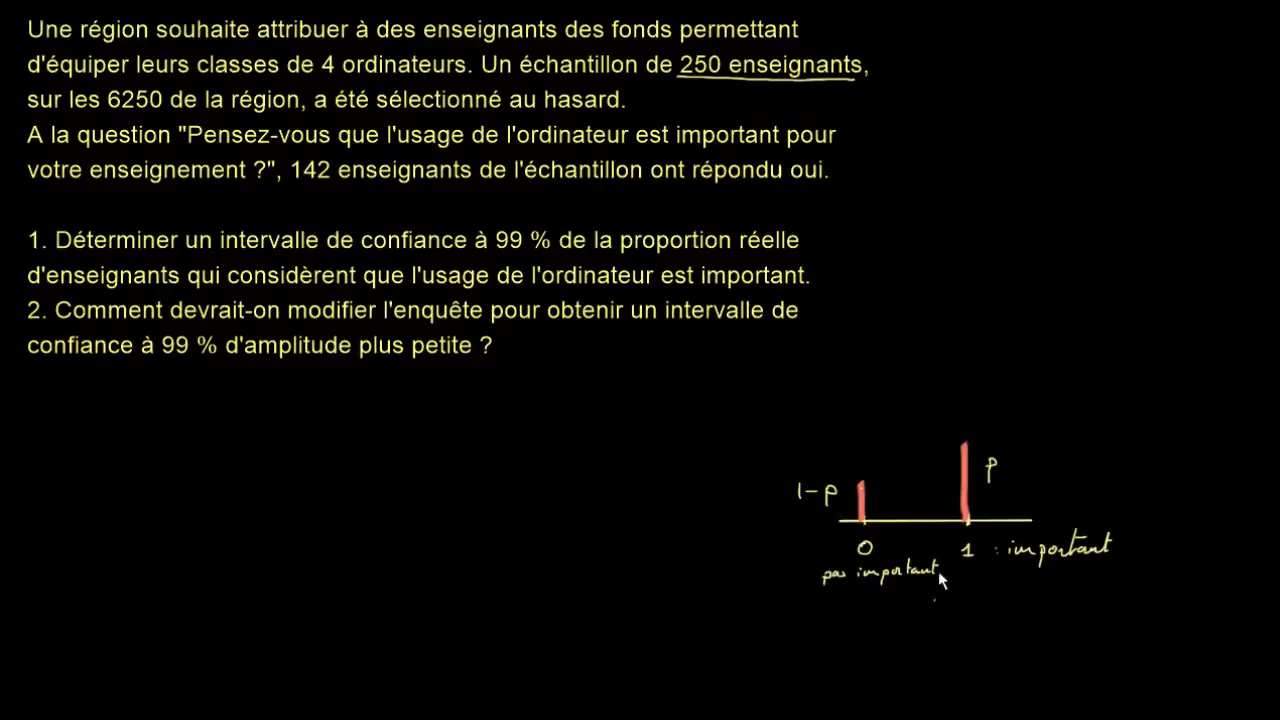 Une région souhaite attribuer à des enseignants des fonds permettant
d'équiper leurs classes de 4 ordinateurs. Un échantillon de 250 enseignants,
sur les 6250 de la région, a été sélectionné au hasard.
A la question "Pensez-vous que l'usage de l'ordinateur est important pour
votre enseignement ?", 142 enseignants de l'échantillon ont répondu oui.
1. Déterminer un intervalle de confiance à 99 % de la proportion réelle
d'enseignants qui considèrent que l'usage de l'ordinateur est important.
2. Comment devrait-on modifier l'enquête pour obtenir un intervalle de
confiance à 99 % d'amplitude plus petite ?
1-p p
0 1 : important
pas important